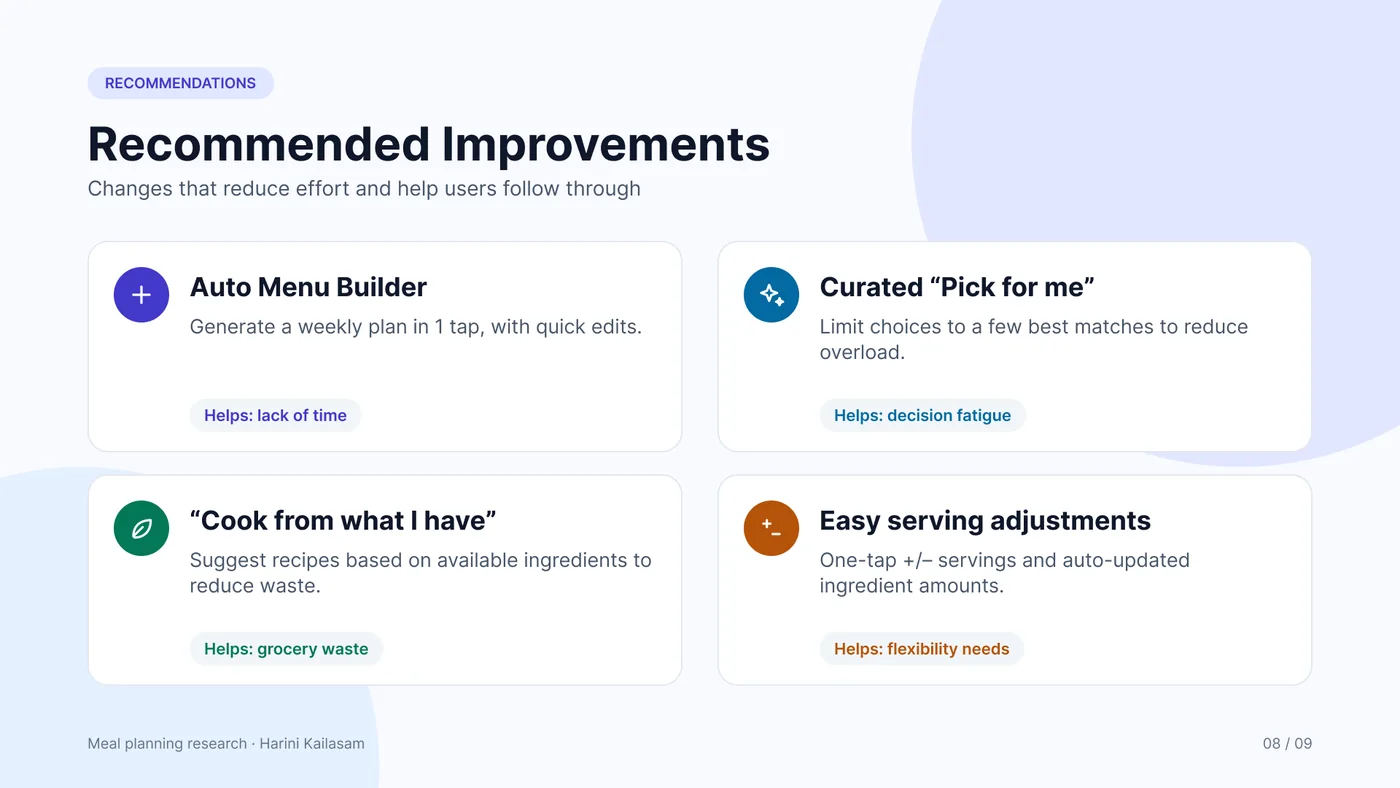 RECOMMENDATIONS
Recommended Improvements
Changes that reduce effort and help users follow through
Auto Menu Builder
Generate a weekly plan in 1 tap, with quick edits.
Helps: lack of time
Curated “Pick for me”
Limit choices to a few best matches to reduce
overload.
Helps: decision fatigue
“Cook from what I have”
Suggest recipes based on available ingredients to
reduce waste.
Helps: grocery waste
Easy serving adjustments
One-tap +/– servings and auto-updated
ingredient amounts.
Helps: flexibility needs
Meal planning research · Harini Kailasam
08 / 09